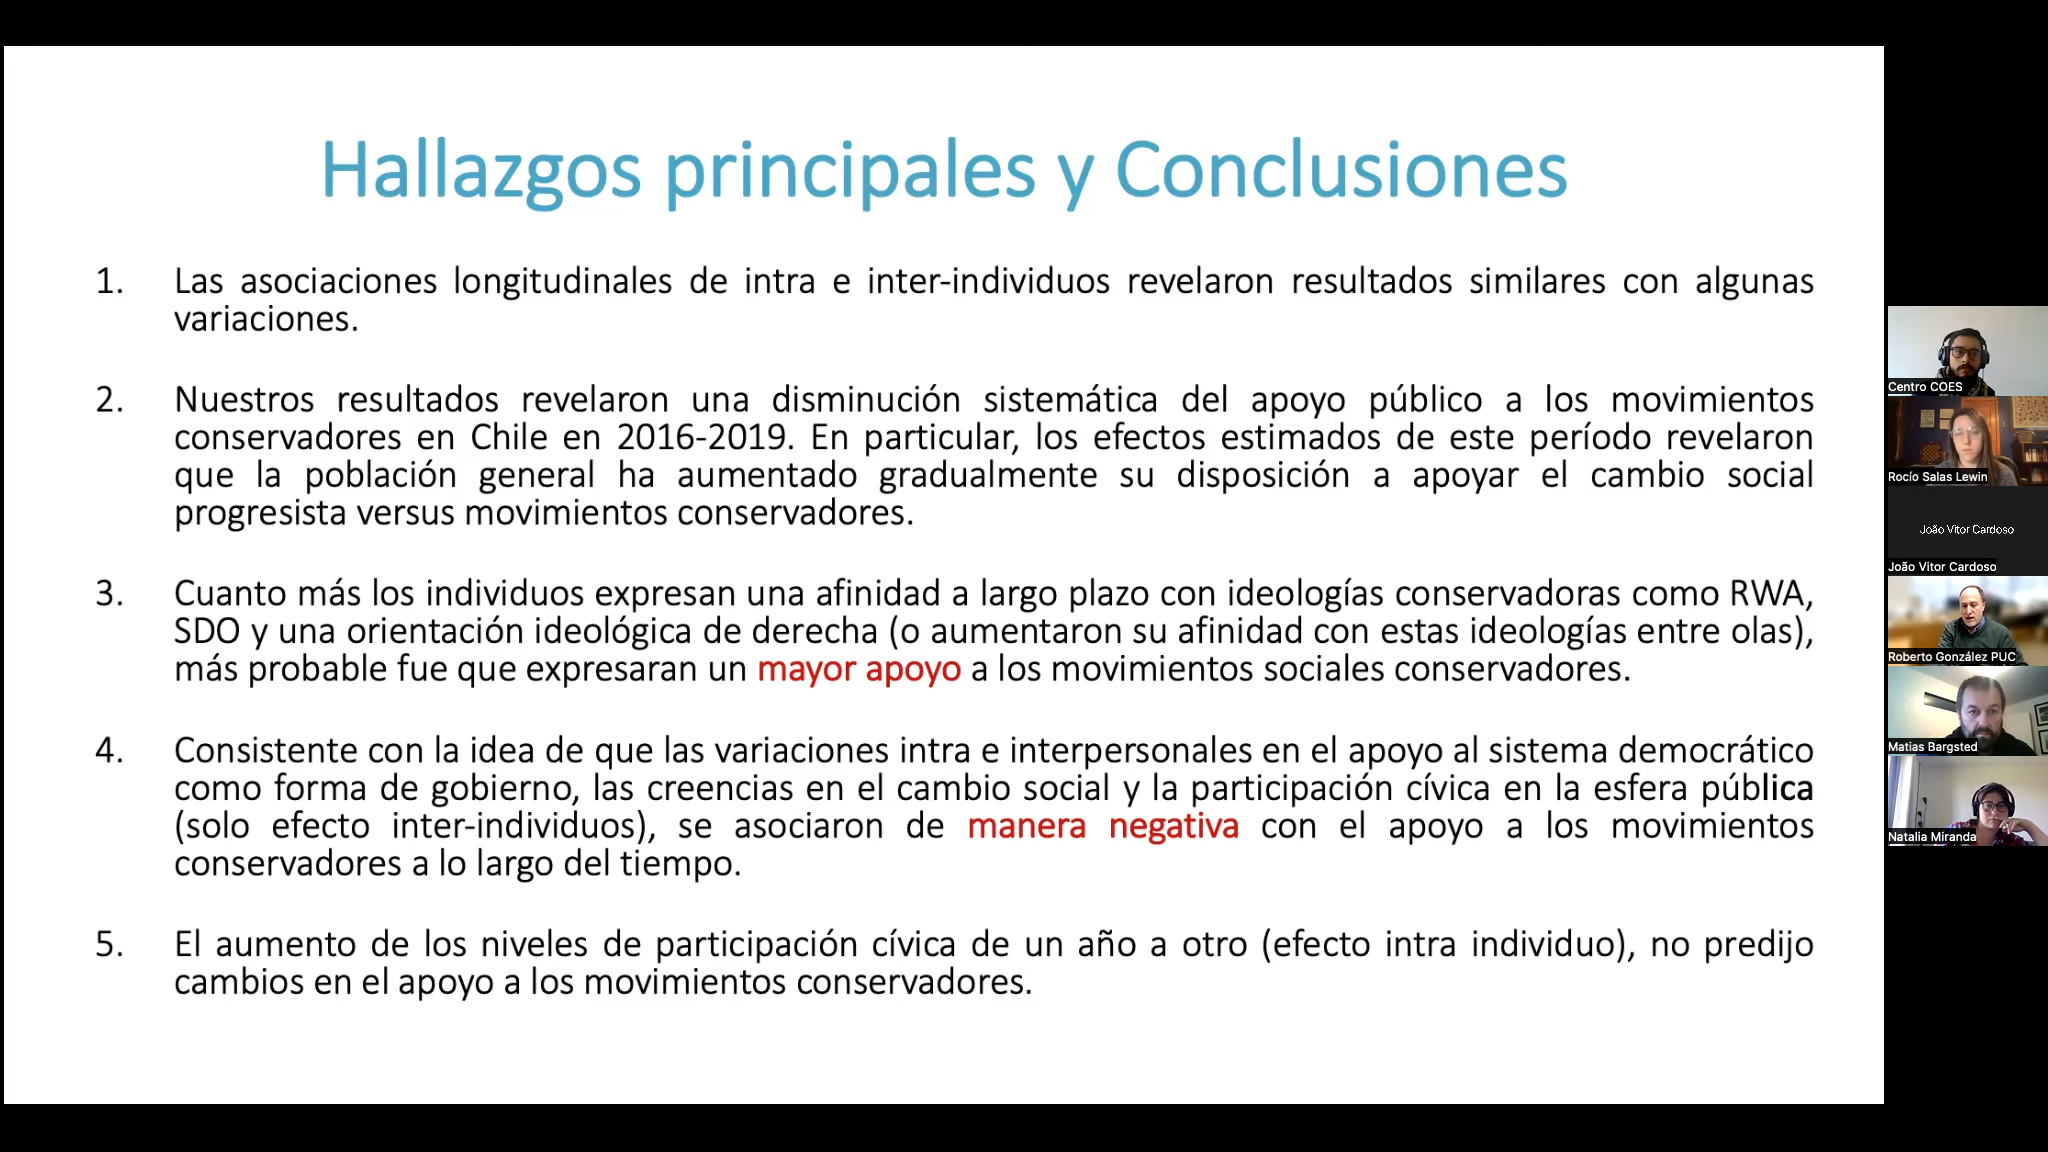 Hallazgos principales y Conclusiones
1. Las asociaciones longitudinales de intra e inter-individuos revelaron resultados similares con algunas
variaciones.
2. Nuestros resultados revelaron una disminución sistemática del apoyo público a los movimientos
conservadores en Chile en 2016-2019. En particular, los efectos estimados de este período revelaron
que la población general ha aumentado gradualmente su disposición a apoyar el cambio social
progresista versus movimientos conservadores.
3. Cuanto más los individuos expresan una afinidad a largo plazo con ideologías conservadoras como RWA,
SDO y una orientación ideológica de derecha (o aumentaron su afinidad con estas ideologías entre olas),
más probable fue que expresaran un mayor apoyo a los movimientos sociales conservadores.
4. Consistente con la idea de que las variaciones intra e interpersonales en el apoyo al sistema democrático
como forma de gobierno, las creencias en el cambio social y la participación cívica en la esfera pública
(solo efecto inter-individuos), se asociaron de manera negativa con el apoyo a los movimientos
conservadores a lo largo del tiempo.
5. El aumento de los niveles de participación cívica de un año a otro (efecto intra individuo), no predijo
cambios en el apoyo a los movimientos conservadores.
Centro COES
Rocío Salas Lewin
João Vitor Cardoso
João Vitor Cardoso
Roberto González PUC
Matias Bargsted
Natalia Miranda